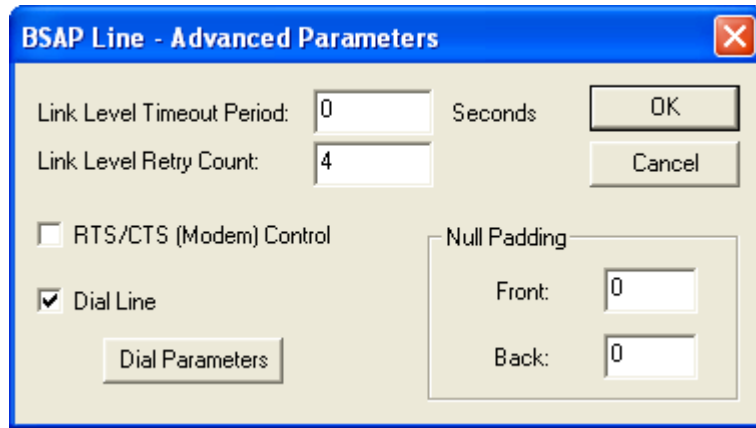 BSAP Line - Advanced Parameters
Link Level Timeout Period: 0 Seconds OK
Link Level Retry Count: 4 Cancel
RTS/CTS (Modem) Control
Null Padding
Front: 0
Dial Line
Back: 0
Dial Parameters